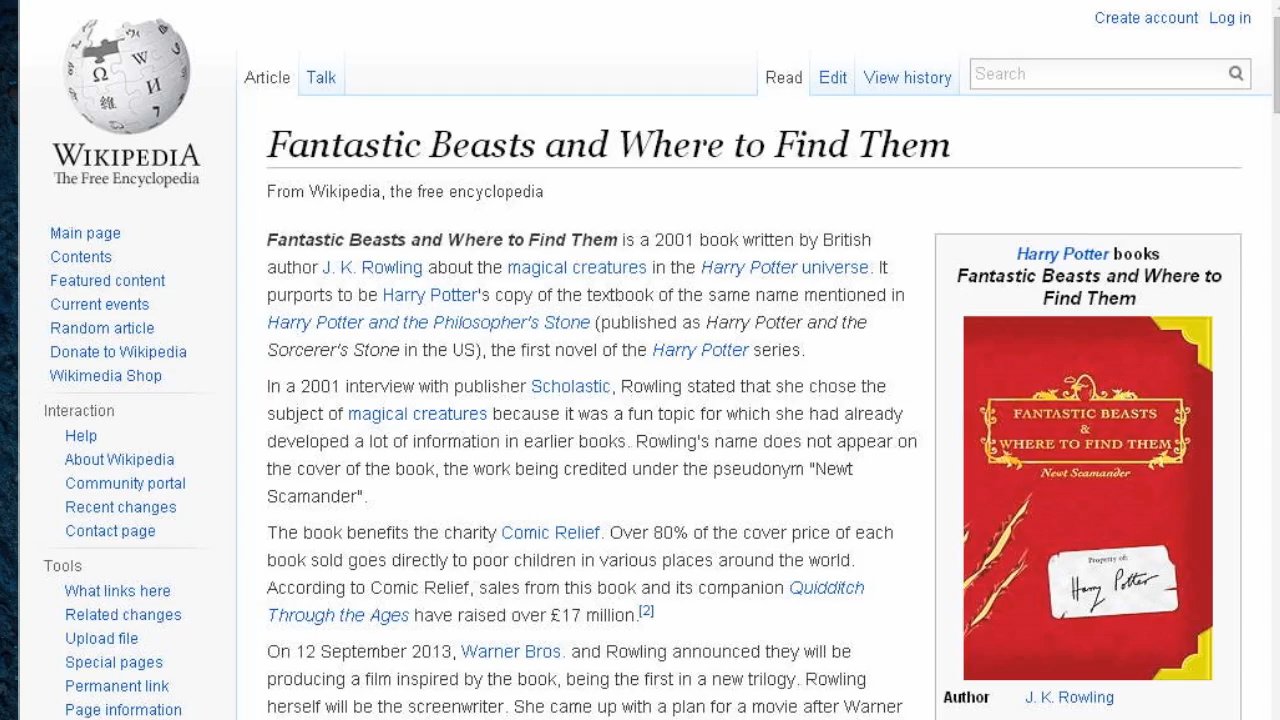 Create account Log in
Article Talk Read Edit View history Search
WIKIPEDIA
The Free Encyclopedia
Main page
Contents
Featured content
Current events
Random article
Donate to Wikipedia
Wikimedia Shop
Interaction
Help
About Wikipedia
Community portal
Recent changes
Contact page
Tools
What links here
Related changes
Upload file
Special pages
Permanent link
Page information
Fantastic Beasts and Where to Find Them
From Wikipedia, the free encyclopedia
Fantastic Beasts and Where to Find Them is a 2001 book written by British
author J. K. Rowling about the magical creatures in the Harry Potter universe. It
purports to be Harry Potter's copy of the textbook of the same name mentioned in
Harry Potter and the Philosopher's Stone (published as Harry Potter and the
Sorcerer's Stone in the US), the first novel of the Harry Potter series.
In a 2001 interview with publisher Scholastic, Rowling stated that she chose the
subject of magical creatures because it was a fun topic for which she had already
developed a lot of information in earlier books. Rowling's name does not appear on
the cover of the book, the work being credited under the pseudonym "Newt
Scamander".
The book benefits the charity Comic Relief. Over 80% of the cover price of each
book sold goes directly to poor children in various places around the world.
According to Comic Relief, sales from this book and its companion Quidditch
Through the Ages have raised over £17 million.[2]
On 12 September 2013, Warner Bros. and Rowling announced they will be
producing a film inspired by the book, being the first in a new trilogy. Rowling
herself will be the screenwriter. She came up with a plan for a movie after Warner
Harry Potter books
Fantastic Beasts and Where to
Find Them
FANTASTIC BEASTS
&
WHERE TO FIND THEM
Newt Scamander
Property of:
Harry Potter
Author J. K. Rowling